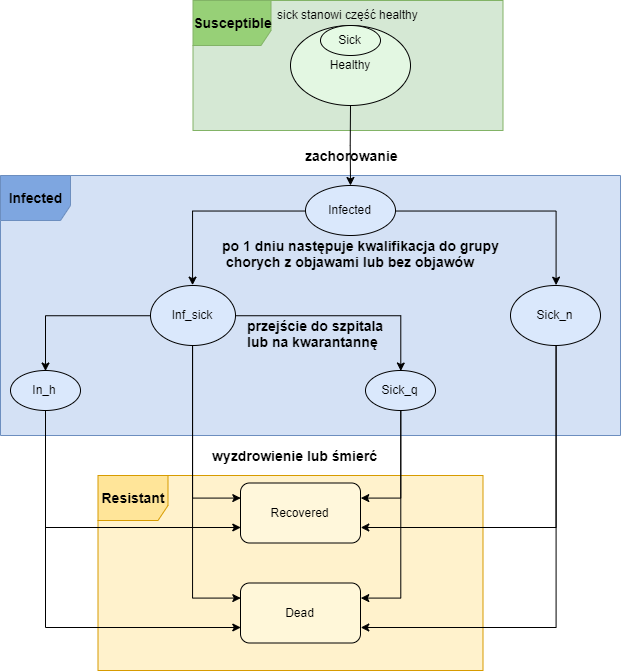 sick stanowi część healthy
Susceptible
Sick
Healthy
zachorowanie
Infected
Infected
po 1 dniu następuje kwalifikacja do grupy
chorych z objawami lub bez objawów
Inf_sick
Sick_n
przejście do szpitala
lub na kwarantannę
In_h
Sick_q
wyzdrowienie lub śmierć
Resistant
Recovered
Dead